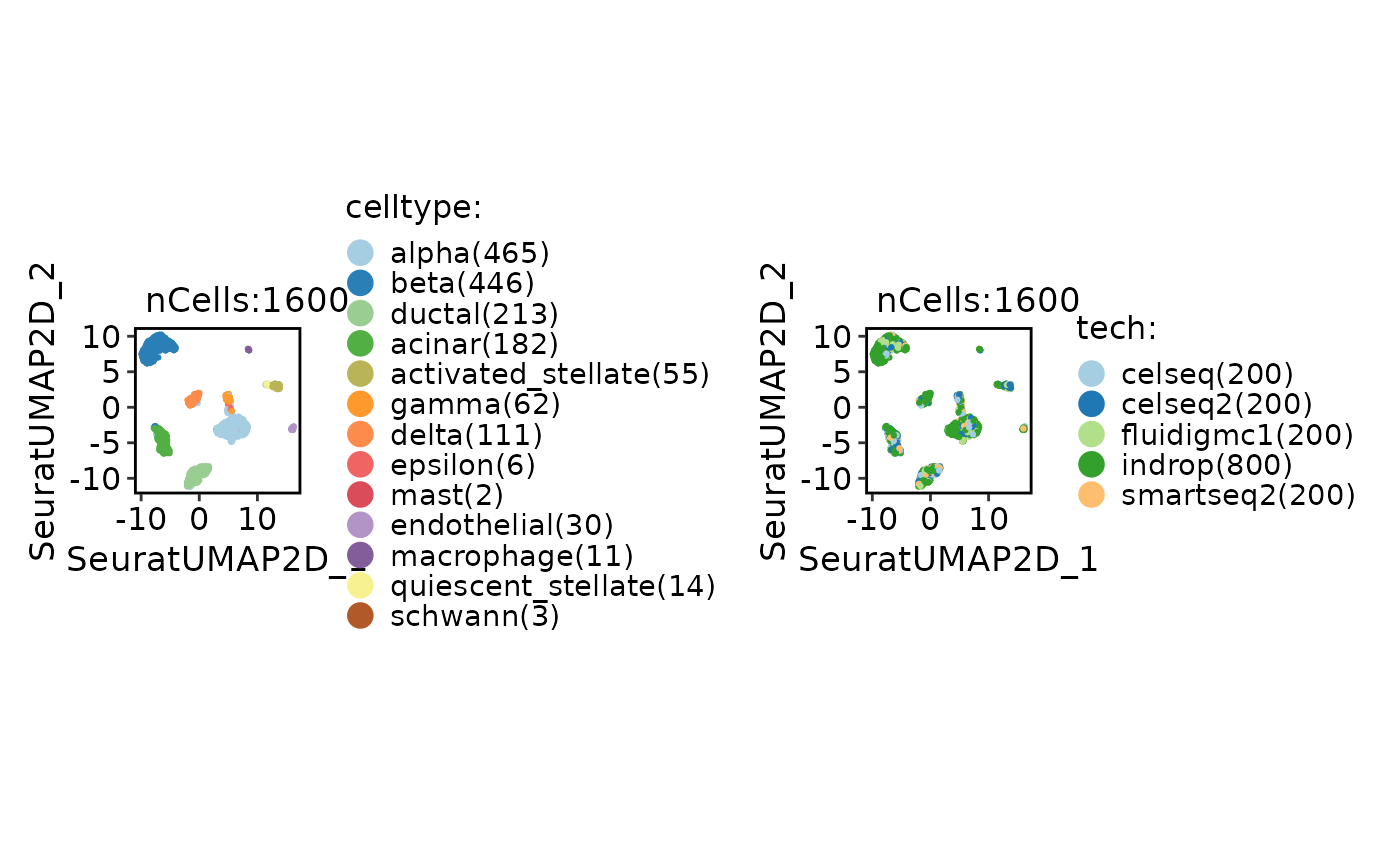 celltype:
alpha(465)
beta(446)
ductal(213)
acinar(182)
activated_stellate(55)
gamma(62)
delta(111)
epsilon(6)
mast(2)
endothelial(30)
macrophage(11)
quiescent_stellate(14)
schwann(3)
nCells:1600
SeuratUMAP2D_2
10
5
0
-5
-10
-10 0 10
SeuratUMAP2D_
nCells:1600
SeuratUMAP2D_2
10
5
0
-5
-10
-10 0 10
SeuratUMAP2D_1
tech:
celseq(200)
celseq2(200)
fluidigmc1(200)
indrop(800)
smartseq2(200)